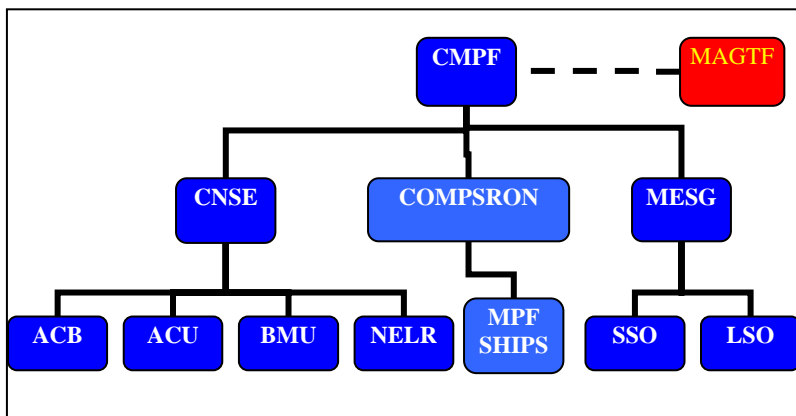 CMPF
MAGTF
CNSE
COMPSRON
MESG
ACB
ACU
BMU
NELR
MPF
SHIPS
SSO
LSO